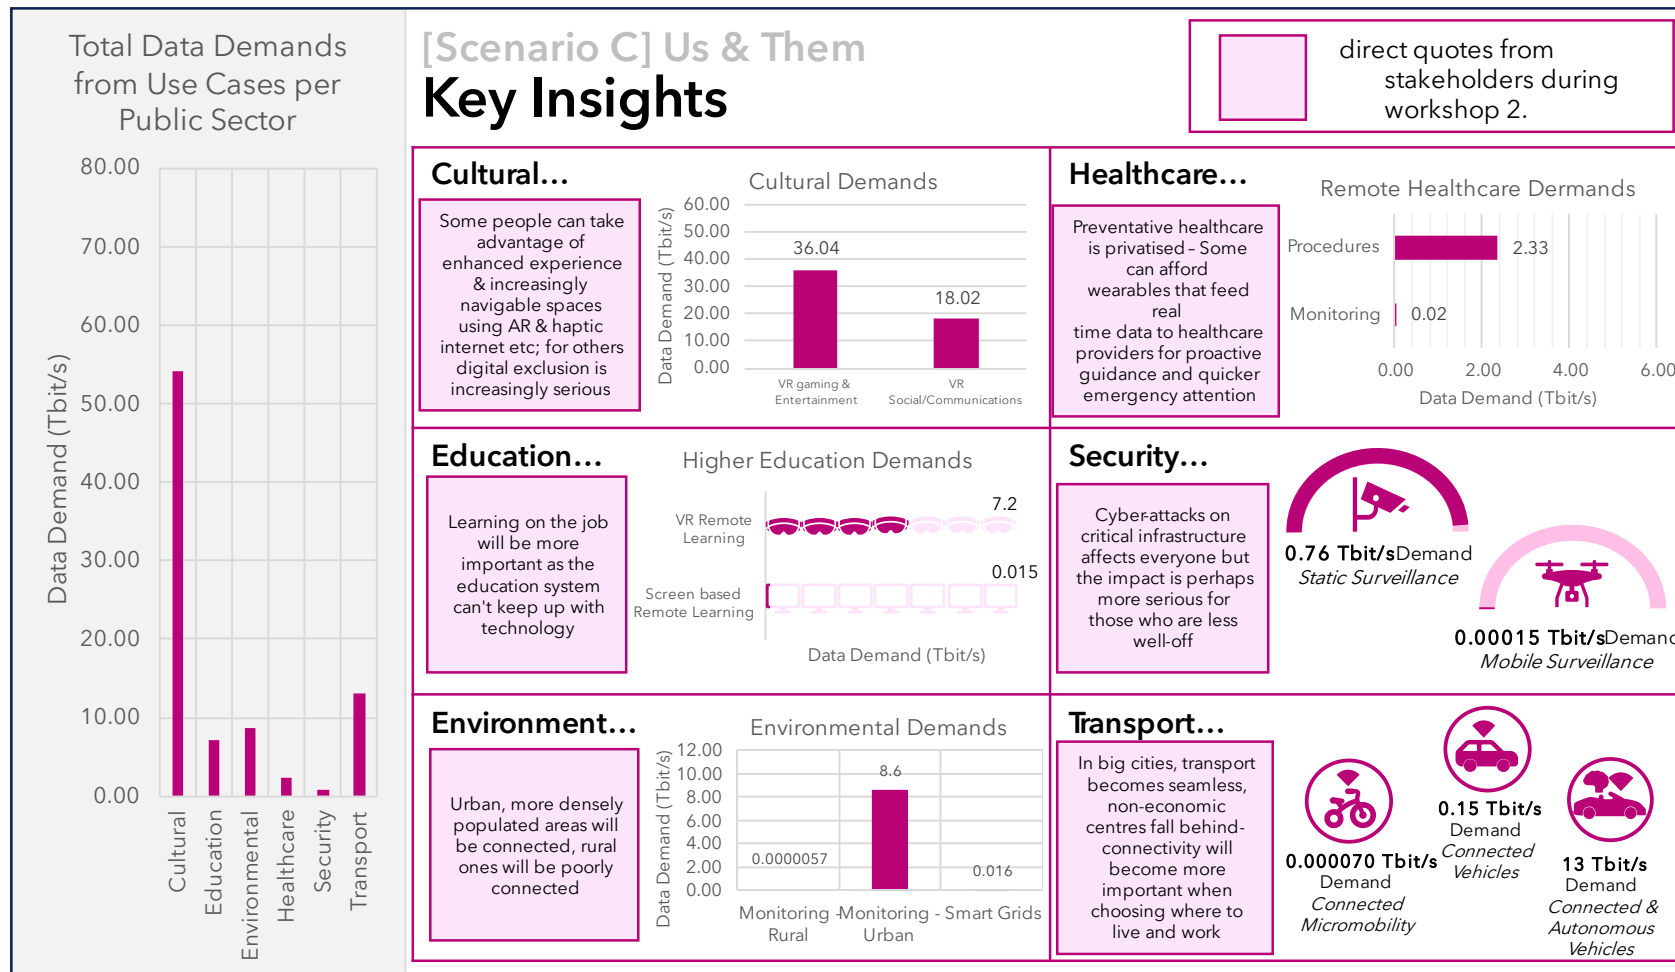 Total Data Demands
from Use Cases per
Public Sector
Data Demand (Tbit/s)
80.00
70.00
60.00
50.00
40.00
30.00
20.00
10.00
0.00
Cultural
Education
Environmental
Healthcare
Security
Transport
[Scenario C] Us & Them
Key Insights
direct quotes from
stakeholders during
workshop 2.
Cultural...
Some people can take
advantage of
enhanced experience
& increasingly
navigable spaces
using AR & haptic
internet etc; for others
digital exclusion is
increasingly serious
Cultural Demands
Data Demand (Tbit/s)
60.00
50.00
40.00
30.00
20.00
10.00
0.00
36.04
18.02
VR gaming &
Entertainment
VR
Social/Communications
Healthcare...
Preventative healthcare
is privatised – Some
can afford
wearables that feed
real
time data to healthcare
providers for proactive
guidance and quicker
emergency attention
Remote Healthcare Dermands
Procedures
2.33
Monitoring
0.02
0.00 2.00 4.00 6.00
Data Demand (Tbit/s)
Education...
Learning on the job
will be more
important as the
education system
can't keep up with
technology
Higher Education Demands
VR Remote
Learning
7.2
Screen based
Remote Learning
0.015
Data Demand (Tbit/s)
Security...
Cyber-attacks on
critical infrastructure
affects everyone but
the impact is perhaps
more serious for
those who are less
well-off
0.76 Tbit/s Demand
Static Surveillance
0.00015 Tbit/s Demand
Mobile Surveillance
Environment...
Urban, more densely
populated areas will
be connected, rural
ones will be poorly
connected
Environmental Demands
Data Demand (Tbit/s)
12.00
10.00
8.00
6.00
4.00
2.00
0.00
0.0000057
8.6
0.016
Monitoring -
Rural
Monitoring -
Urban
Smart Grids
Transport...
In big cities, transport
becomes seamless,
non-economic
centres fall behind-
connectivity will
become more
important when
choosing where to
live and work
0.000070 Tbit/s
Demand
Connected
Micromobility
0.15 Tbit/s
Demand
Connected
Vehicles
13 Tbit/s
Demand
Connected &
Autonomous
Vehicles